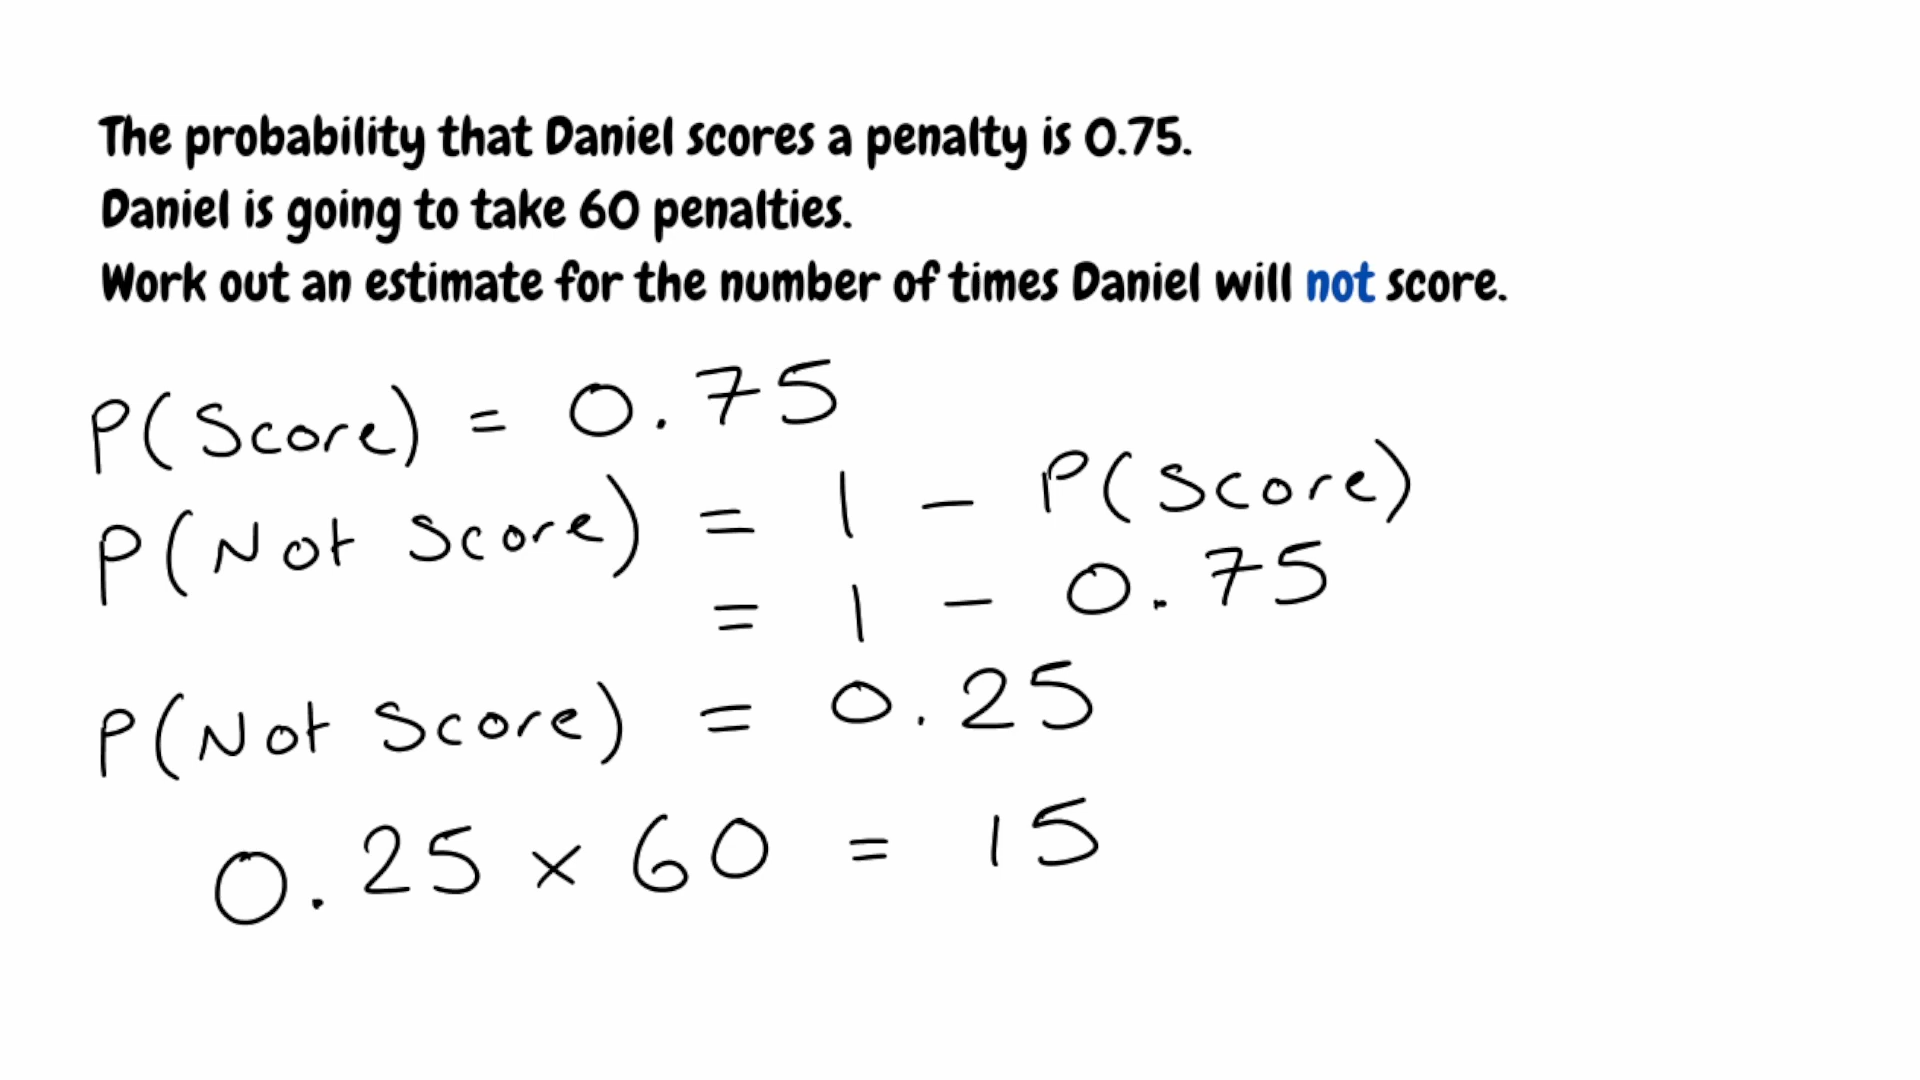 The probability that Daniel scores a penalty is 0.75.
Daniel is going to take 60 penalties.
Work out an estimate for the number of times Daniel will not score.
P(Score) = 0.75
P(Not Score) = 1 - P(Score)
= 1 - 0.75
P(Not Score) = 0.25
0.25 × 60 = 15